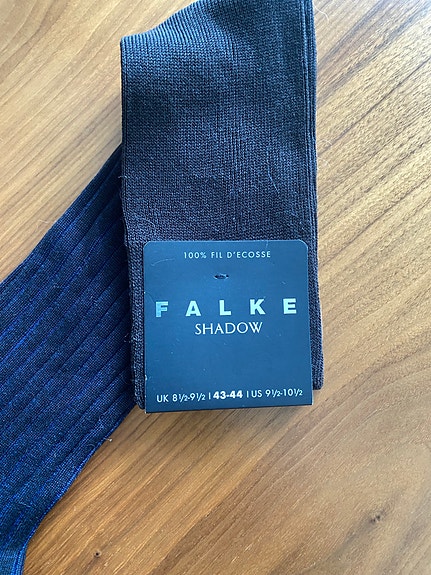 100% FIL D'ECOSSE
FALKE
SHADOW
UK 8½-9½ | 43-44 | US 9½-10½